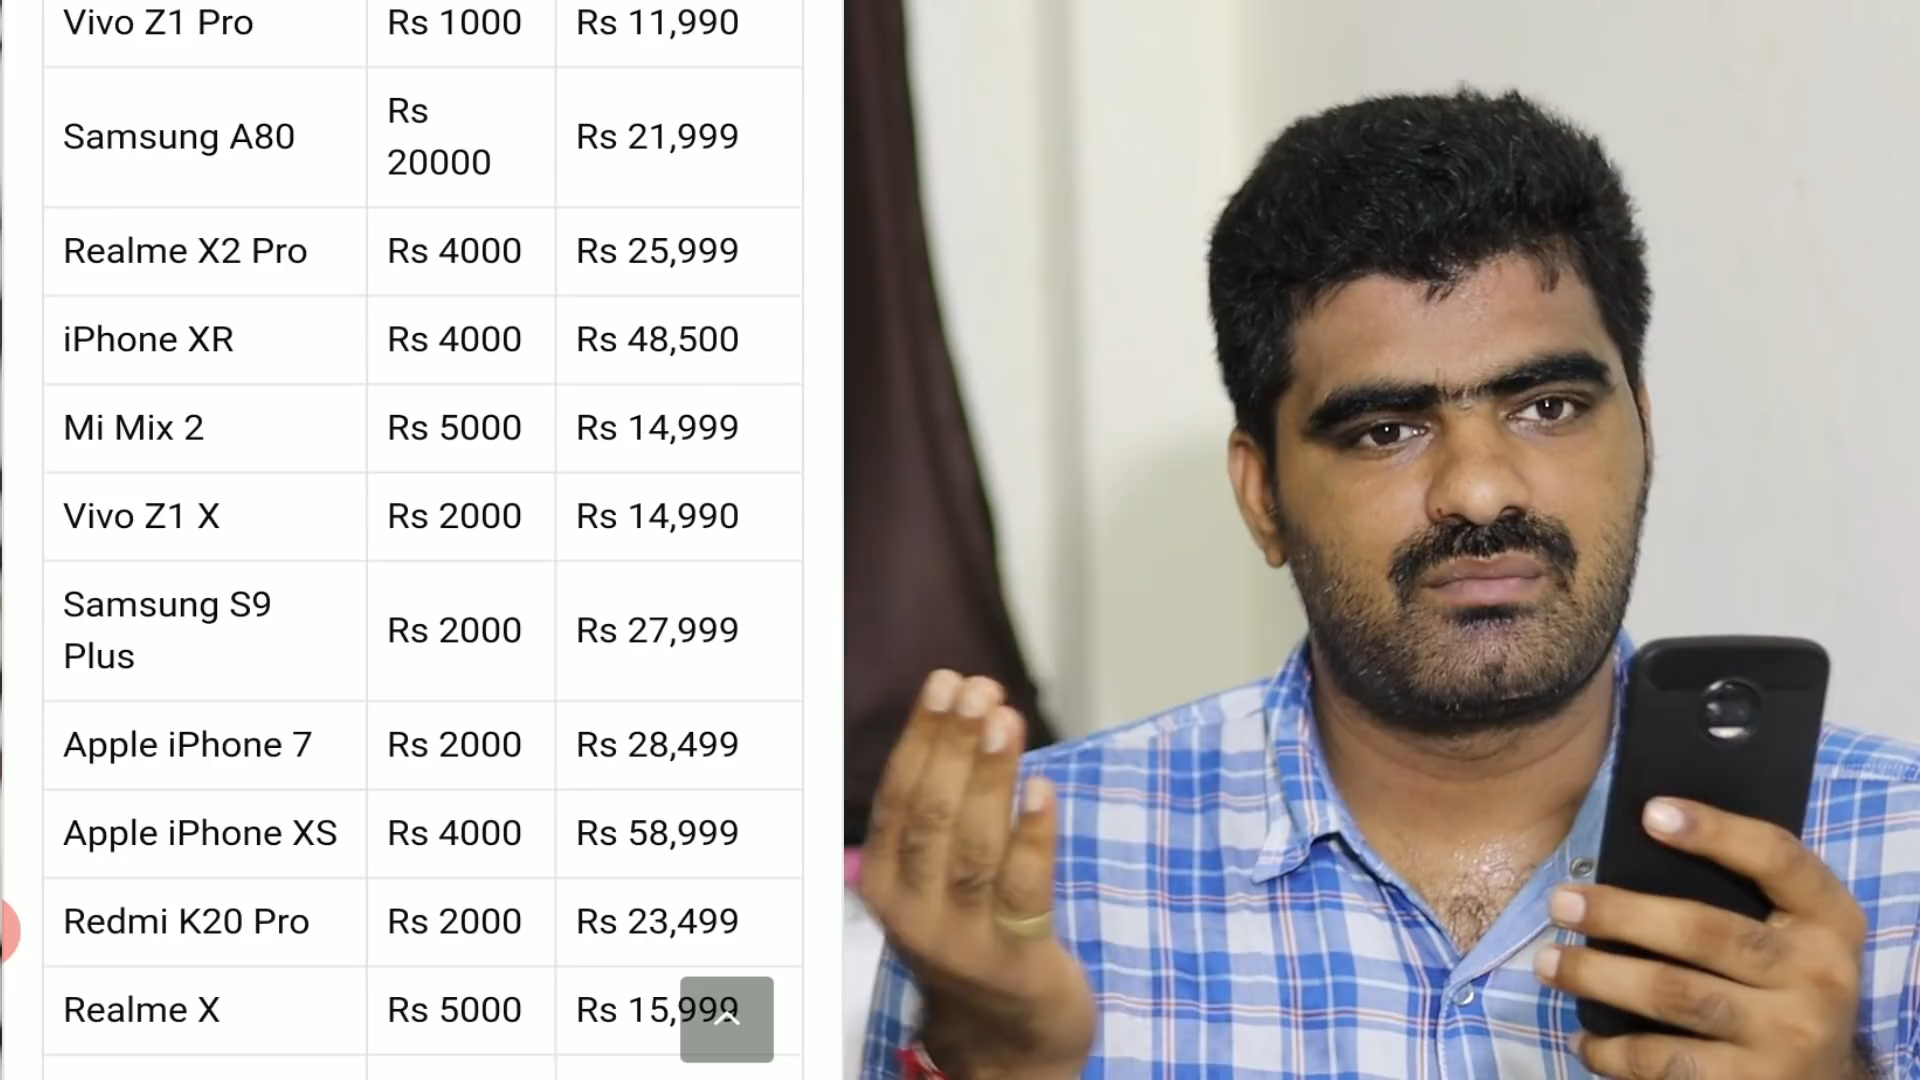 Vivo Z1 Pro Rs 1000 Rs 11,990
Samsung A80 Rs 20000 Rs 21,999
Realme X2 Pro Rs 4000 Rs 25,999
iPhone XR Rs 4000 Rs 48,500
Mi Mix 2 Rs 5000 Rs 14,999
Vivo Z1 X Rs 2000 Rs 14,990
Samsung S9 Plus Rs 2000 Rs 27,999
Apple iPhone 7 Rs 2000 Rs 28,499
Apple iPhone XS Rs 4000 Rs 58,999
Redmi K20 Pro Rs 2000 Rs 23,499
Realme X Rs 5000 Rs 15,999